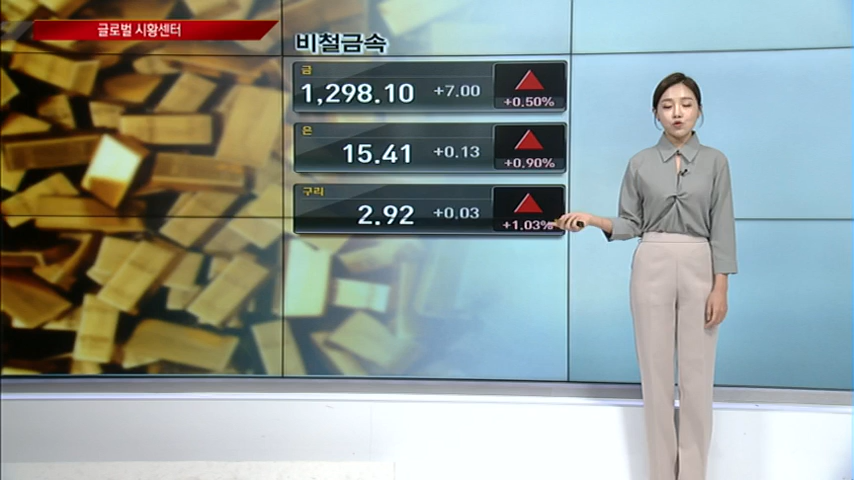 글로벌 시황센터
비철금속
금
1,298.10 +7.00 +0.50%
은
15.41 +0.13 +0.90%
구리
2.92 +0.03 +1.03%